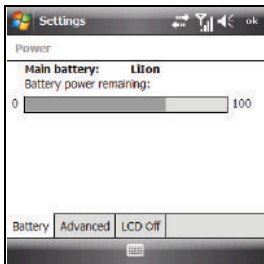 Settings ok
Power
Main battery: LiIon
Battery power remaining:
0 100
Battery Advanced LCD Off